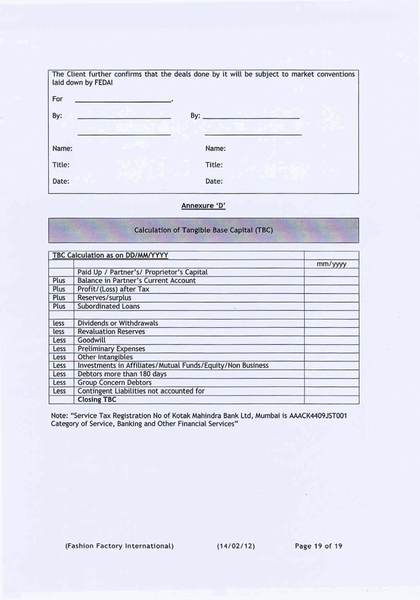 The Client further confirms that the deals done by it will be subject to market conventions
laid down by FEDAI
For ,
By: By:
Name: Name:
Title: Title:
Date: Date:
Annexure ‘D’
Calculation of Tangible Base Capital (TBC)
TBC Calculation as on DD/MM/YYYY
mm/yyyy
Paid Up / Partner's/ Proprietor's Capital
Plus Balance in Partner's Current Account
Plus Profit/(Loss) after Tax
Plus Reserves/surplus
Plus Subordinated Loans
less Dividends or Withdrawals
less Revaluation Reserves
Less Goodwill
Less Preliminary Expenses
Less Other Intangibles
Less Investments in Affiliates/Mutual Funds/Equity/Non Business
Less Debtors more than 180 days
Less Group Concern Debtors
Less Contingent Liabilities not accounted for
Closing TBC
Note: “Service Tax Registration No of Kotak Mahindra Bank Ltd, Mumbai is AAACK4409JST001
Category of Service, Banking and Other Financial Services”
(Fashion Factory International) (14/02/12) Page 19 of 19